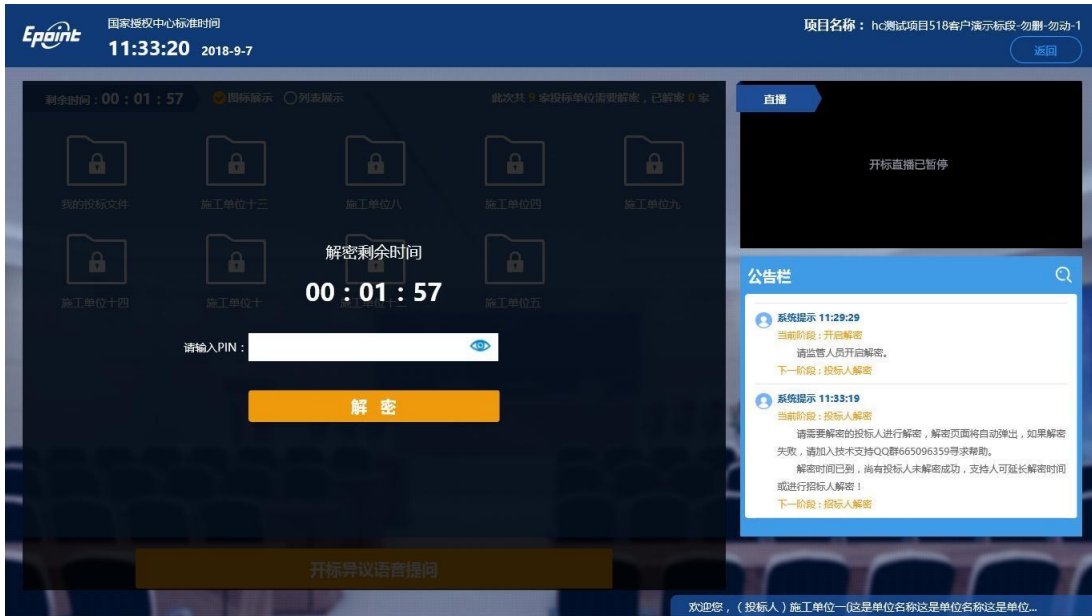 Epoint
国家授权中心标准时间
11:33:20 2018-9-7
项目名称： hc测试项目518客户演示标段-勿删-勿动-1
返回
剩余时间：00：01：57 图标展示 列表展示 此次共 9 家投标单位需要解密，已解密 0 家
我的投标文件 施工单位十三 施工单位八 施工单位四 施工单位九
施工单位十四 施工单位十 施工单位十二 施工单位五
解密剩余时间
00：01：57
请输入PIN：
解 密
开标异议语音提问
直播
开标直播已暂停
公告栏
系统提示 11:29:29
当前阶段：开启解密
请监管人员开启解密。
下一阶段：投标人解密
系统提示 11:33:19
当前阶段：投标人解密
请需要解密的投标人进行解密，解密页面将自动弹出，如果解密
失败，请加入技术支持QQ群665096359寻求帮助。
解密时间已到，尚有投标人未解密成功，支持人可延长解密时间
或进行招标人解密！
下一阶段：招标人解密
欢迎您，（投标人）施工单位一(这是单位名称这是单位名称这是单位...